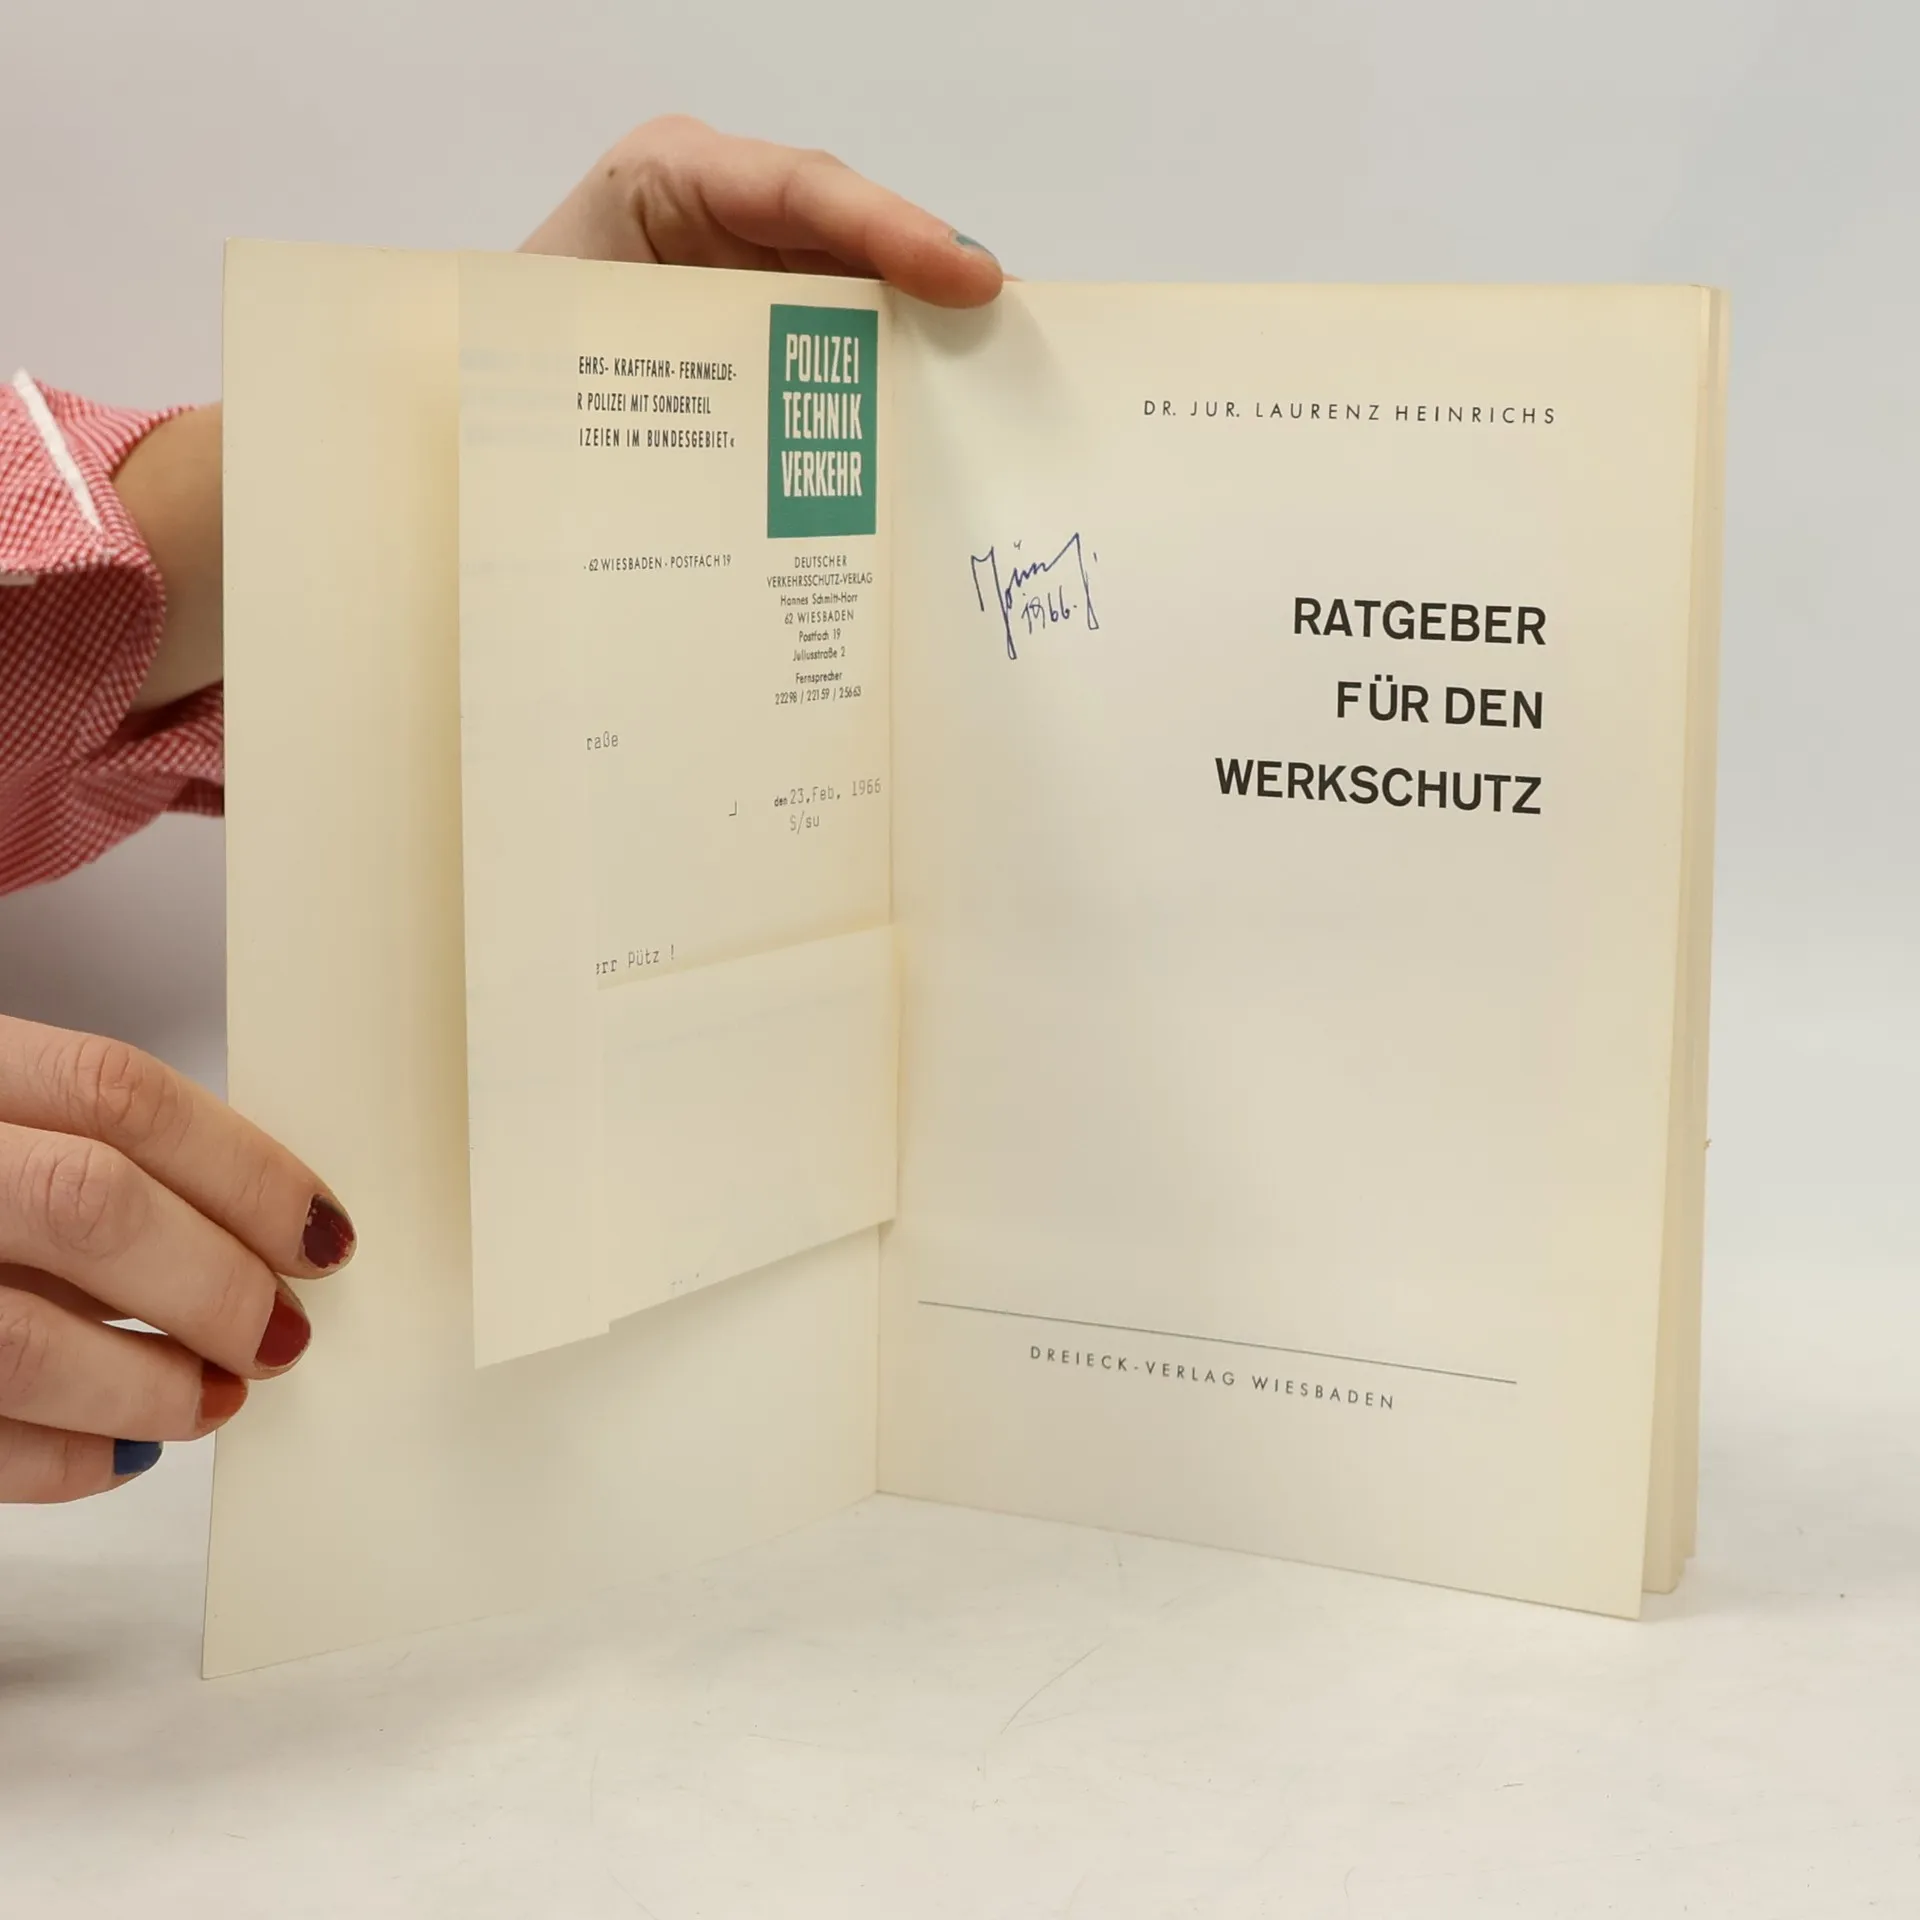 EHRS- KRAFTFAHR- FERNMELDE-
R POLIZEI MIT SONDERTEIL
IZEIEN IM BUNDESGEBIET«
POLIZEI
TECHNIK
VERKEHR
· 62 WIESBADEN · POSTFACH 19
DEUTSCHER
VERKEHRSSCHUTZ-VERLAG
Hannes Schmitt-Horr
62 WIESBADEN
Postfach 19
Juliusstraße 2
Fernsprecher
22298 / 22159 / 25663
raße
den 23.Feb. 1966
S/su
err Pütz !
DR. JUR. LAURENZ HEINRICHS
1966.
RATGEBER
FÜR DEN
WERKSCHUTZ
DREIECK-VERLAG WIESBADEN